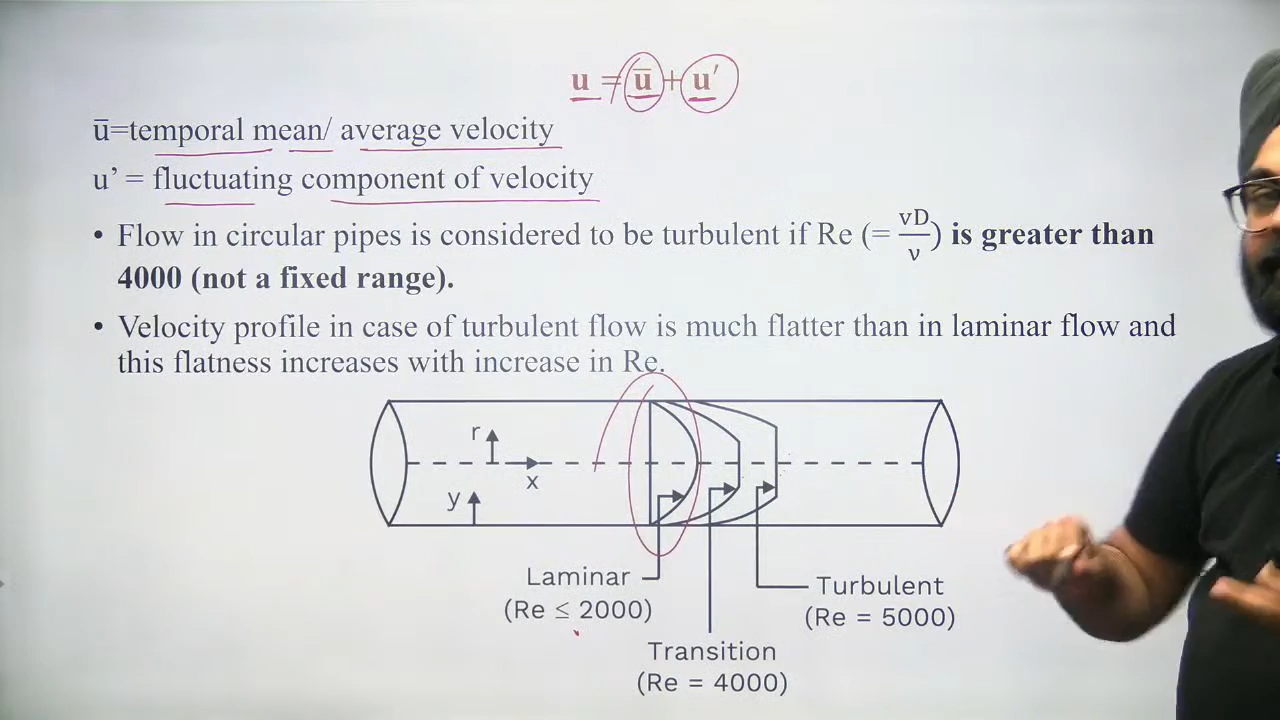 u = u̅ + u′
u̅=temporal mean/ average velocity
u’ = fluctuating component of velocity
• Flow in circular pipes is considered to be turbulent if Re (= vD/ν) is greater than
4000 (not a fixed range).
• Velocity profile in case of turbulent flow is much flatter than in laminar flow and
this flatness increases with increase in Re.
r
x
y
Laminar
(Re ≤ 2000)
Turbulent
(Re = 5000)
Transition
(Re = 4000)